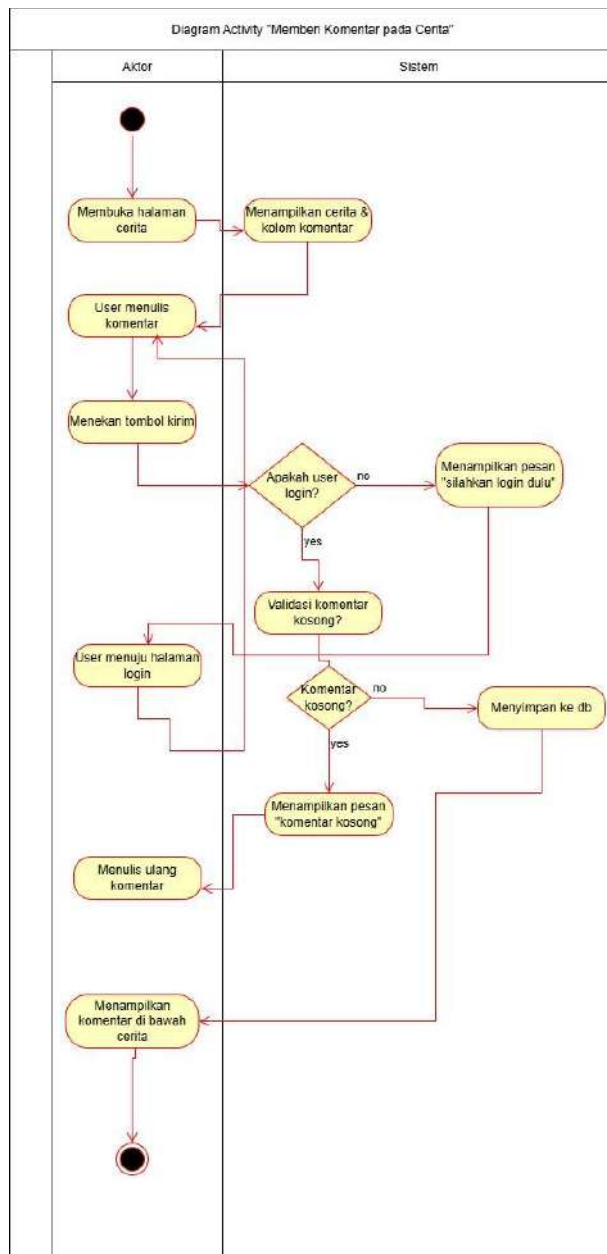 Diagram Activity "Memberi Komentar pada Cerita"
Aktor
Sistem
Membuka halaman
cerita
Menampilkan cerita &
kolom komentar
User menulis
komentar
Menekan tombol kirim
Apakah user
login?
no
Menampilkan pesan
"silahkan login dulu"
yes
Validasi komentar
kosong?
User menuju halaman
login
Komentar
kosong?
no
Menyimpan ke db
yes
Menampilkan pesan
"komentar kosong"
Menulis ulang
komentar
Menampilkan
komentar di bawah
cerita